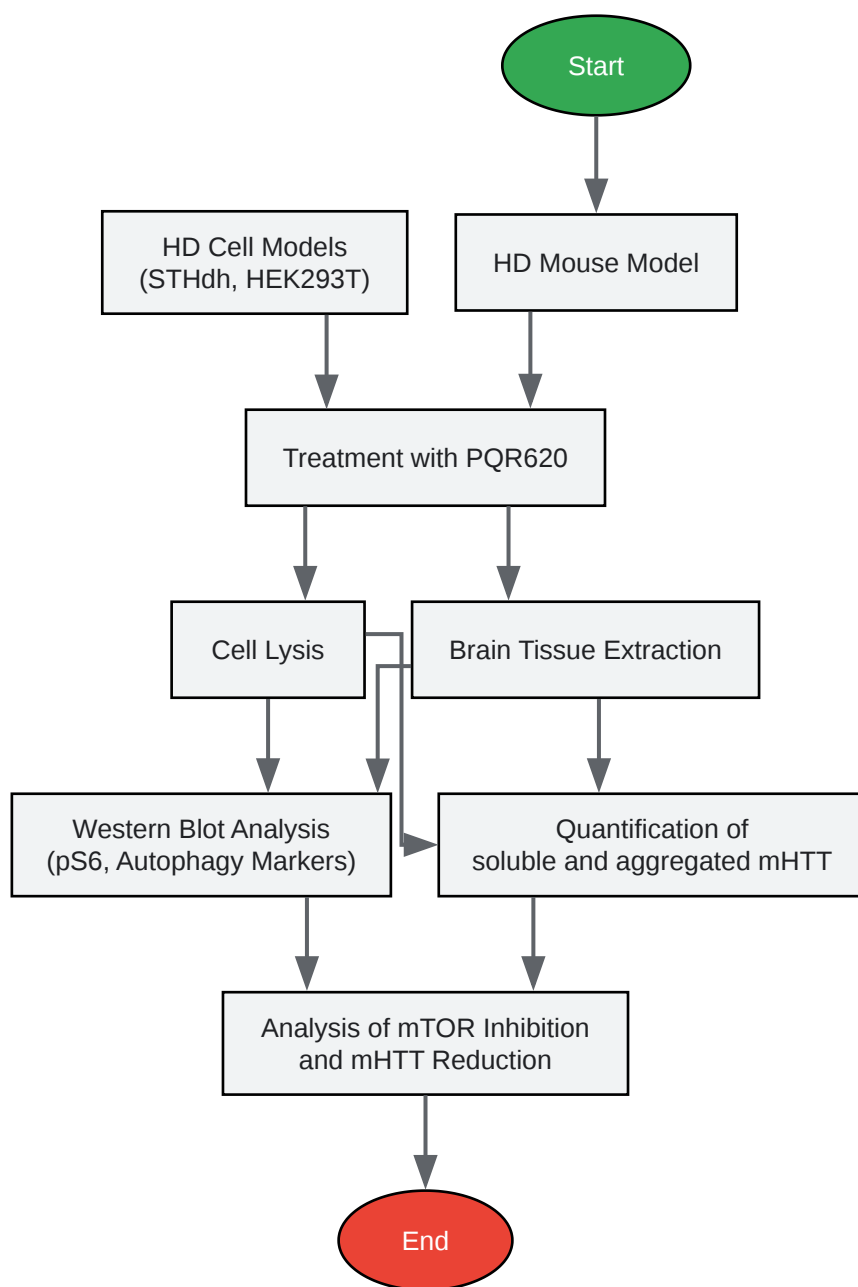 Start
HD Cell Models
(STHdh, HEK293T)
HD Mouse Model
Treatment with PQR620
Cell Lysis
Brain Tissue Extraction
Western Blot Analysis
(pS6, Autophagy Markers)
Quantification of
soluble and aggregated mHTT
Analysis of mTOR Inhibition
and mHTT Reduction
End